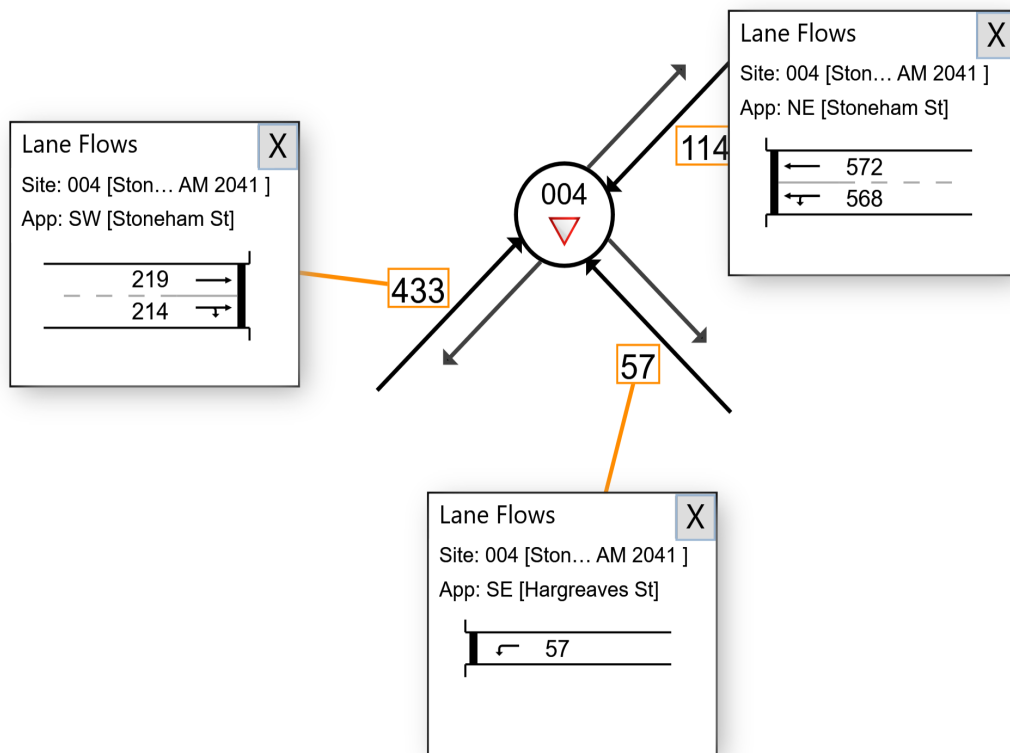 Lane Flows
X
Site: 004 [Ston... AM 2041 ]
App: NE [Stoneham St]
572
568
114
004
Lane Flows
X
Site: 004 [Ston... AM 2041 ]
App: SW [Stoneham St]
219
214
433
57
Lane Flows
X
Site: 004 [Ston... AM 2041 ]
App: SE [Hargreaves St]
57